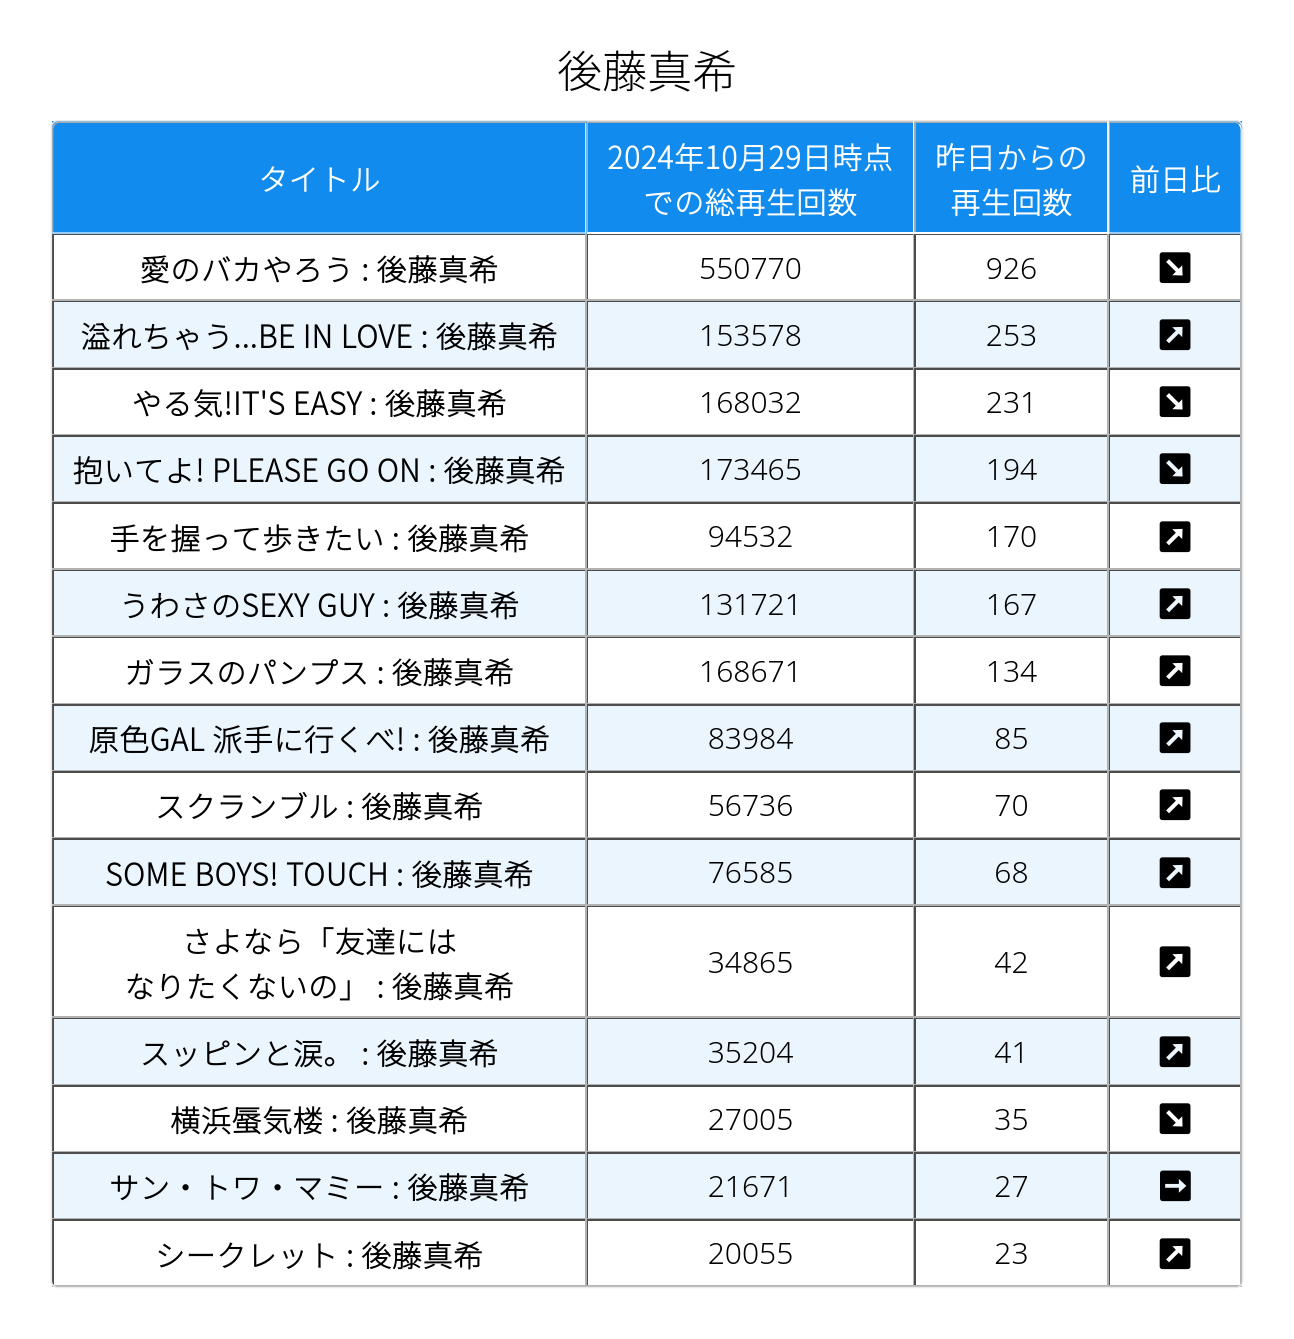 後藤真希
タイトル
2024年10月29日時点
での総再生回数
昨日からの
再生回数
前日比
愛のバカやろう : 後藤真希 550770 926 ↘
溢れちゃう...BE IN LOVE : 後藤真希 153578 253 ↗
やる気!IT'S EASY : 後藤真希 168032 231 ↘
抱いてよ! PLEASE GO ON : 後藤真希 173465 194 ↘
手を握って歩きたい : 後藤真希 94532 170 ↗
うわさのSEXY GUY : 後藤真希 131721 167 ↗
ガラスのパンプス : 後藤真希 168671 134 ↗
原色GAL 派手に行くべ! : 後藤真希 83984 85 ↗
スクランブル : 後藤真希 56736 70 ↗
SOME BOYS! TOUCH : 後藤真希 76585 68 ↗
さよなら「友達には
なりたくないの」 : 後藤真希 34865 42 ↗
スッピンと涙。 : 後藤真希 35204 41 ↗
横浜蜃気楼 : 後藤真希 27005 35 ↘
サン・トワ・マミー : 後藤真希 21671 27 →
シークレット : 後藤真希 20055 23 ↗